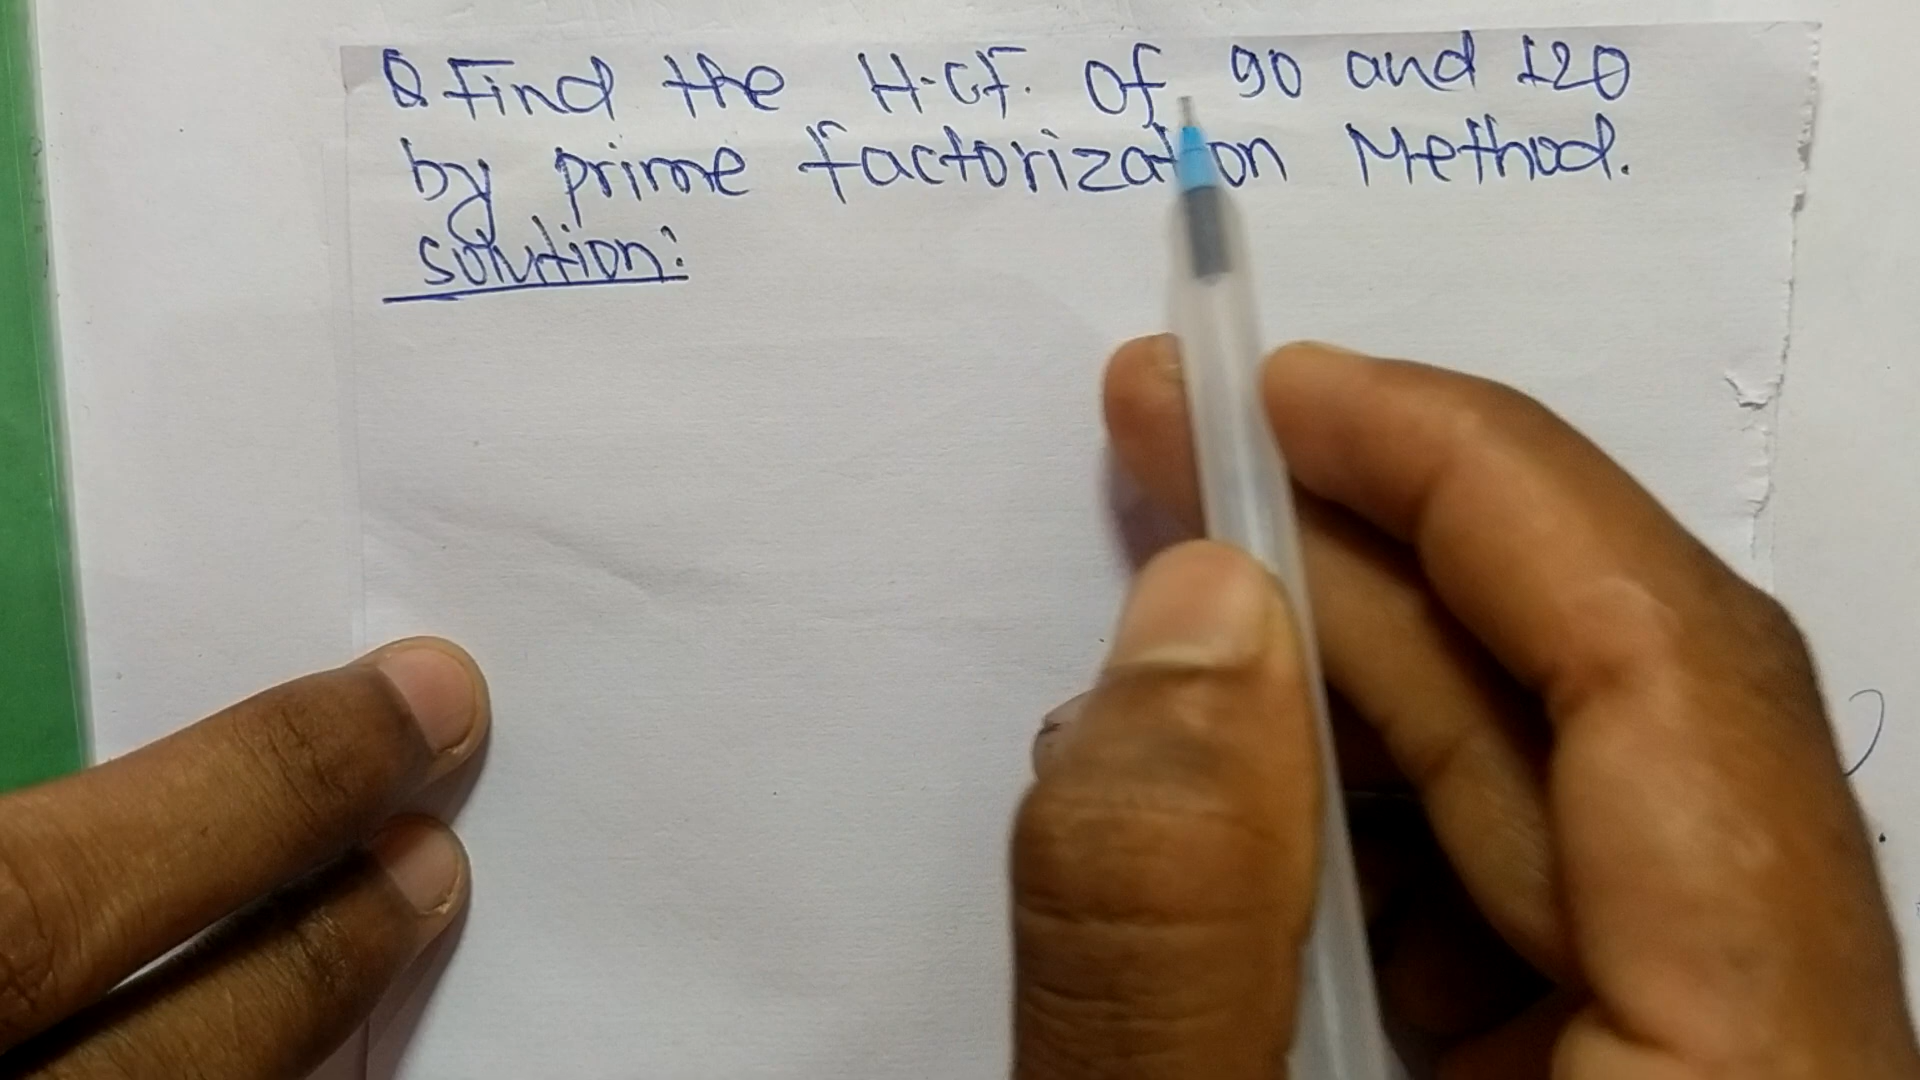 Q Find the H.C.F. Of 90 and 120
by prime factorization Method.
Solution: